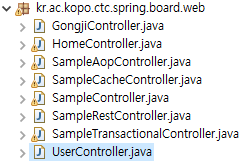 kr.ac.kopo.ctc.spring.board.web
GongjiController.java
HomeController.java
SampleAopController.java
SampleCacheController.java
SampleController.java
SampleRestController.java
SampleTransactionalController.java
UserController.java